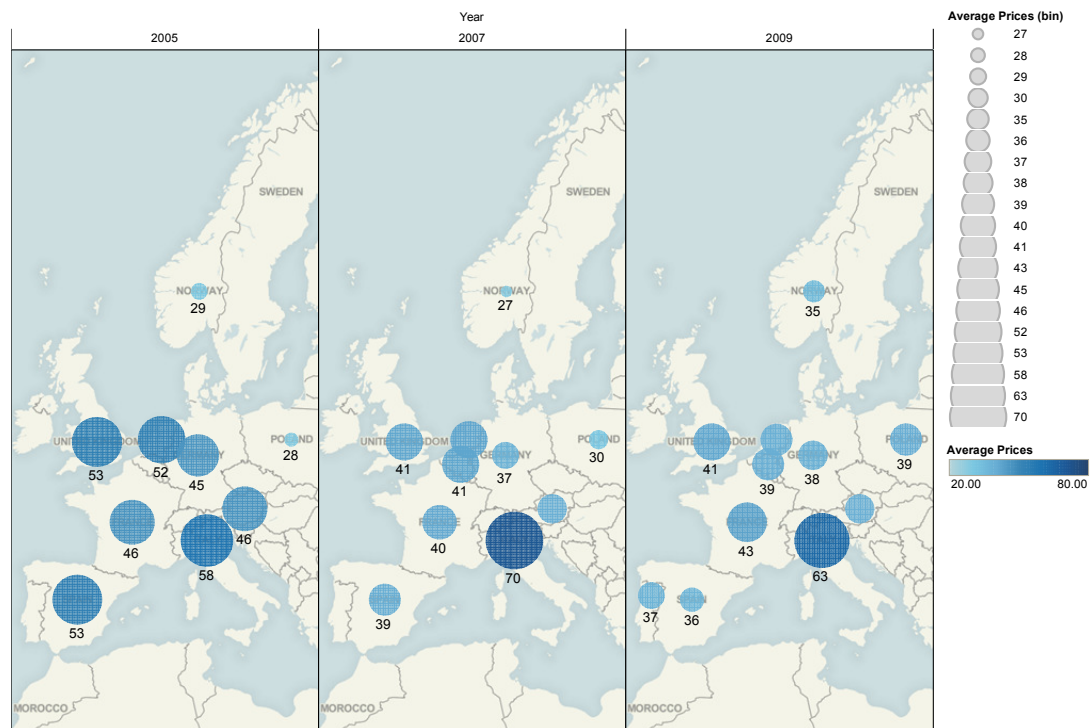 Year
2005
2007
2009
SWEDEN
SWEDEN
SWEDEN
NORWAY
29
NORWAY
27
NORWAY
35
UNITED KINGDOM
53
52
GERMANY
45
POLAND
28
UNITED KINGDOM
41
41
GERMANY
37
POLAND
30
UNITED KINGDOM
41
39
38
POLAND
39
46
46
58
FRANCE
40
70
43
63
53
39
37
SPAIN
36
MOROCCO
MOROCCO
MOROCCO
Average Prices (bin)
27
28
29
30
35
36
37
38
39
40
41
43
45
46
52
53
58
63
70
Average Prices
20.00 80.00